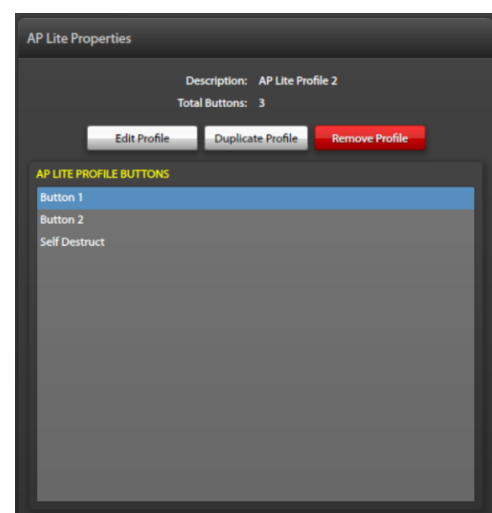 AP Lite Properties
Description: AP Lite Profile 2
Total Buttons: 3
Edit Profile Duplicate Profile Remove Profile
AP LITE PROFILE BUTTONS
Button 1
Button 2
Self Destruct